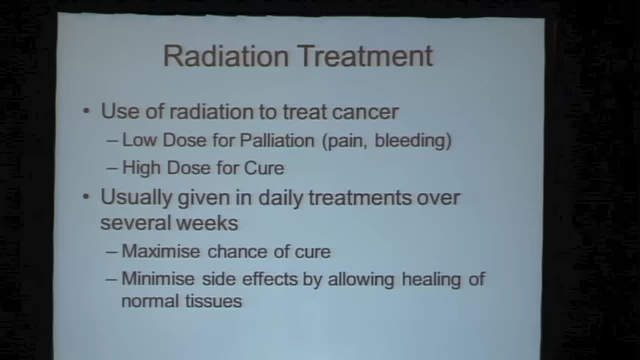 Radiation Treatment
• Use of radiation to treat cancer
– Low Dose for Palliation (pain, bleeding)
– High Dose for Cure
• Usually given in daily treatments over
several weeks
– Maximise chance of cure
– Minimise side effects by allowing healing of
normal tissues